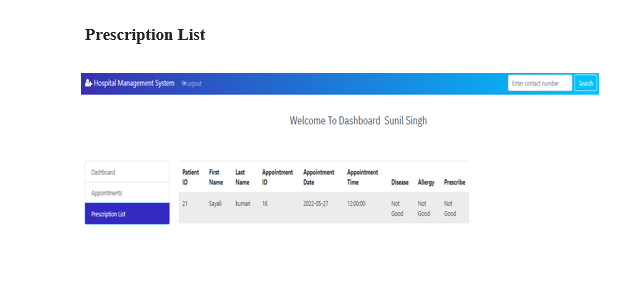 Prescription List
Hospital Management System Logout Enter contact number Search
Welcome To Dashboard Sunil Singh
Dashboard
Appointments
Prescription List
Patient ID First Name Last Name Appointment ID Appointment Date Appointment Time Disease Allergy Prescribe
21 Sayali kumari 16 2022-05-27 12:00:00 Not Good Not Good Not Good